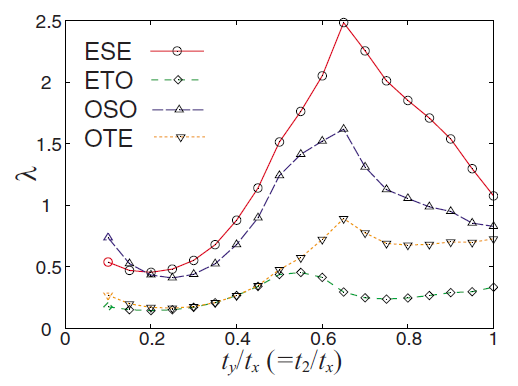 2.5
2
1.5
1
0.5
0
λ
ESE
ETO
OSO
OTE
0 0.2 0.4 0.6 0.8 1
t_y/t_x (=t_2/t_x)